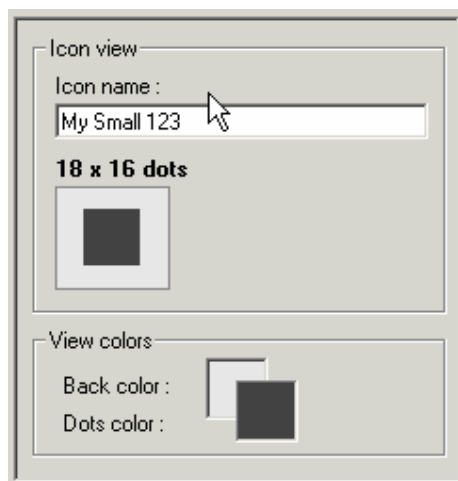 Icon view
Icon name :
My Small 123
18 x 16 dots
View colors
Back color :
Dots color :